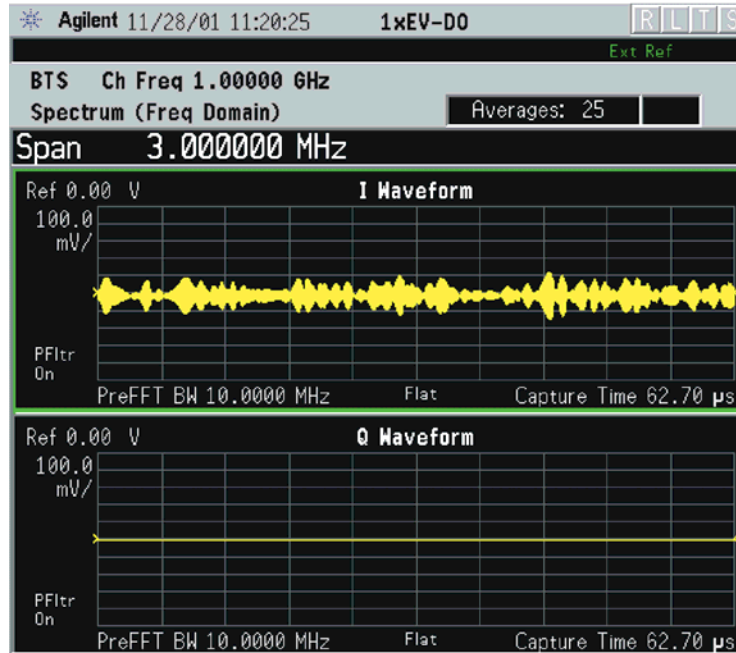 Agilent 11/28/01 11:20:25 1xEV-DO R L T S
Ext Ref
BTS Ch Freq 1.00000 GHz
Spectrum (Freq Domain) Averages: 25
Span 3.000000 MHz
Ref 0.00 V I Waveform
100.0
mV/
PFltr
On
PreFFT BW 10.0000 MHz Flat Capture Time 62.70 µs
Ref 0.00 V Q Waveform
100.0
mV/
PFltr
On
PreFFT BW 10.0000 MHz Flat Capture Time 62.70 µs